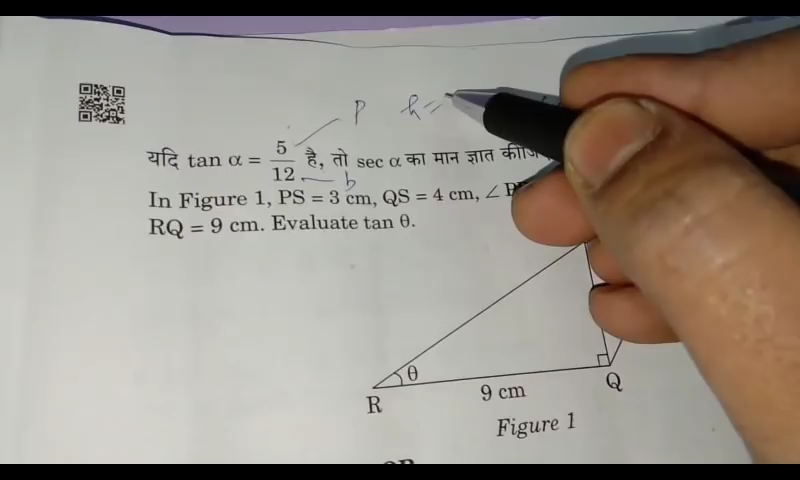 p h =
यदि tan α = 5/12 है, तो sec α का मान ज्ञात
b
In Figure 1, PS = 3 cm, QS = 4 cm, ∠
RQ = 9 cm. Evaluate tan θ.
θ
R
9 cm
Q
Figure 1